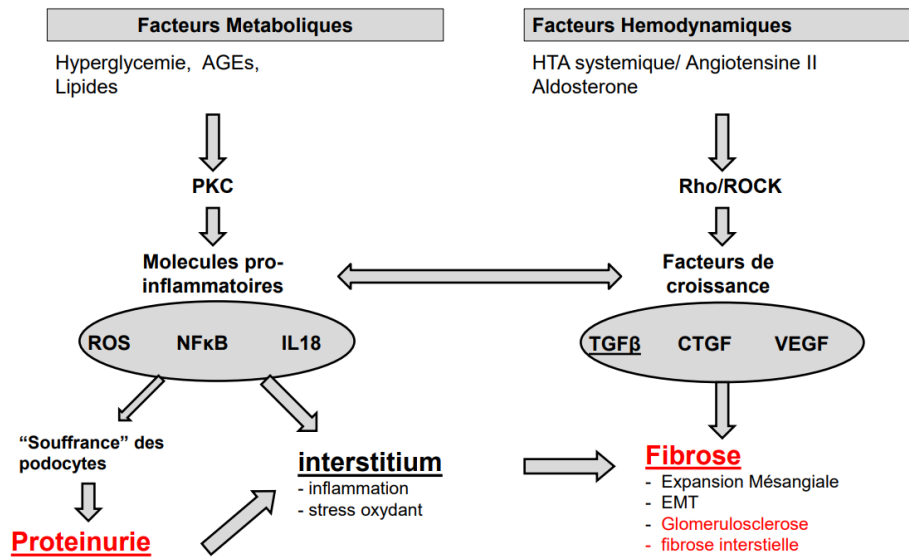 Facteurs Metaboliques
Hyperglycemie, AGEs,
Lipides
PKC
Molecules pro-
inflammatoires
ROS NFκB IL18
“Souffrance” des
podocytes
Proteinurie
interstitium
- inflammation
- stress oxydant
Facteurs Hemodynamiques
HTA systemique/ Angiotensine II
Aldosterone
Rho/ROCK
Facteurs de
croissance
TGFβ CTGF VEGF
Fibrose
- Expansion Mésangiale
- EMT
- Glomerulosclerose
- fibrose interstielle